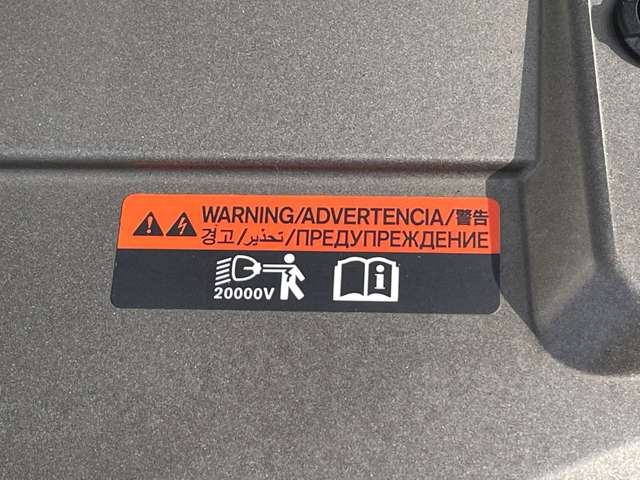 WARNING/ADVERTENCIA/警告
경고/تحذير/ПРЕДУПРЕЖДЕНИЕ
20000V